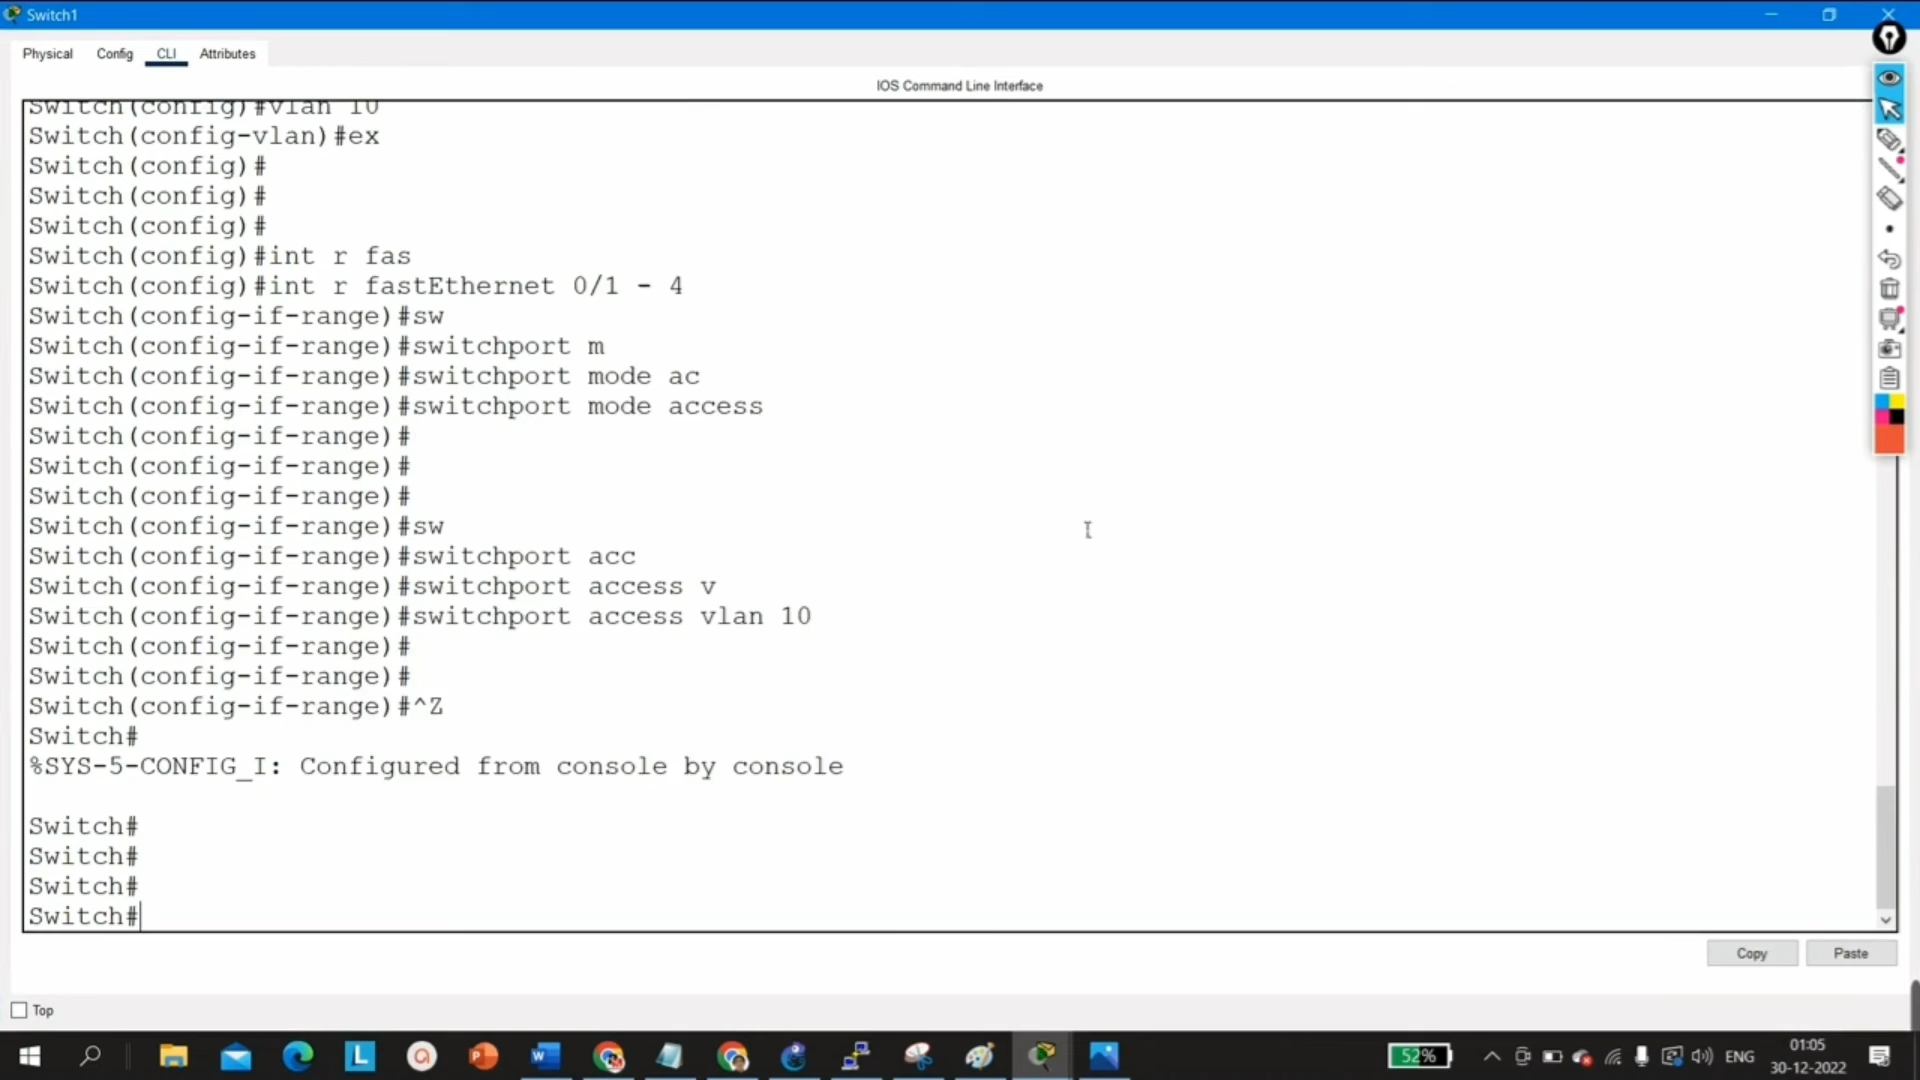 Switch1
Physical Config CLI Attributes
IOS Command Line Interface
Switch(config)#vlan 10
Switch(config-vlan)#ex
Switch(config)#
Switch(config)#
Switch(config)#
Switch(config)#int r fas
Switch(config)#int r fastEthernet 0/1 - 4
Switch(config-if-range)#sw
Switch(config-if-range)#switchport m
Switch(config-if-range)#switchport mode ac
Switch(config-if-range)#switchport mode access
Switch(config-if-range)#
Switch(config-if-range)#
Switch(config-if-range)#
Switch(config-if-range)#sw
Switch(config-if-range)#switchport acc
Switch(config-if-range)#switchport access v
Switch(config-if-range)#switchport access vlan 10
Switch(config-if-range)#
Switch(config-if-range)#
Switch(config-if-range)#^Z
Switch#
%SYS-5-CONFIG_I: Configured from console by console
Switch#
Switch#
Switch#
Switch#
Copy Paste
Top
52% ENG 01:05
30-12-2022